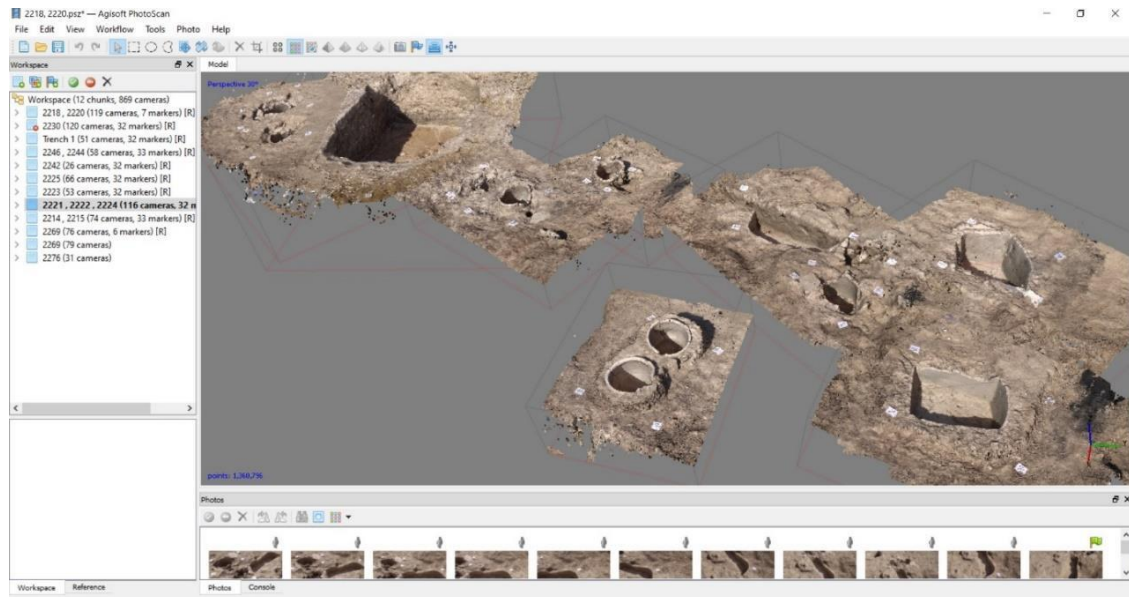 2218, 2220.psz* — Agisoft PhotoScan
File Edit View Workflow Tools Photo Help
Workspace
Model
Perspective 30°
Workspace (12 chunks, 869 cameras)
2218 , 2220 (119 cameras, 7 markers) [R]
2230 (120 cameras, 32 markers) [R]
Trench 1 (51 cameras, 32 markers) [R]
2246 , 2244 (58 cameras, 33 markers) [R]
2242 (26 cameras, 32 markers) [R]
2225 (66 cameras, 32 markers) [R]
2223 (53 cameras, 32 markers) [R]
2221 , 2222 , 2224 (116 cameras, 32 m
2214 , 2215 (74 cameras, 33 markers) [R]
2269 (76 cameras, 6 markers) [R]
2269 (79 cameras)
2276 (31 cameras)
points: 1,360,796
Photos
Workspace Reference
Photos Console